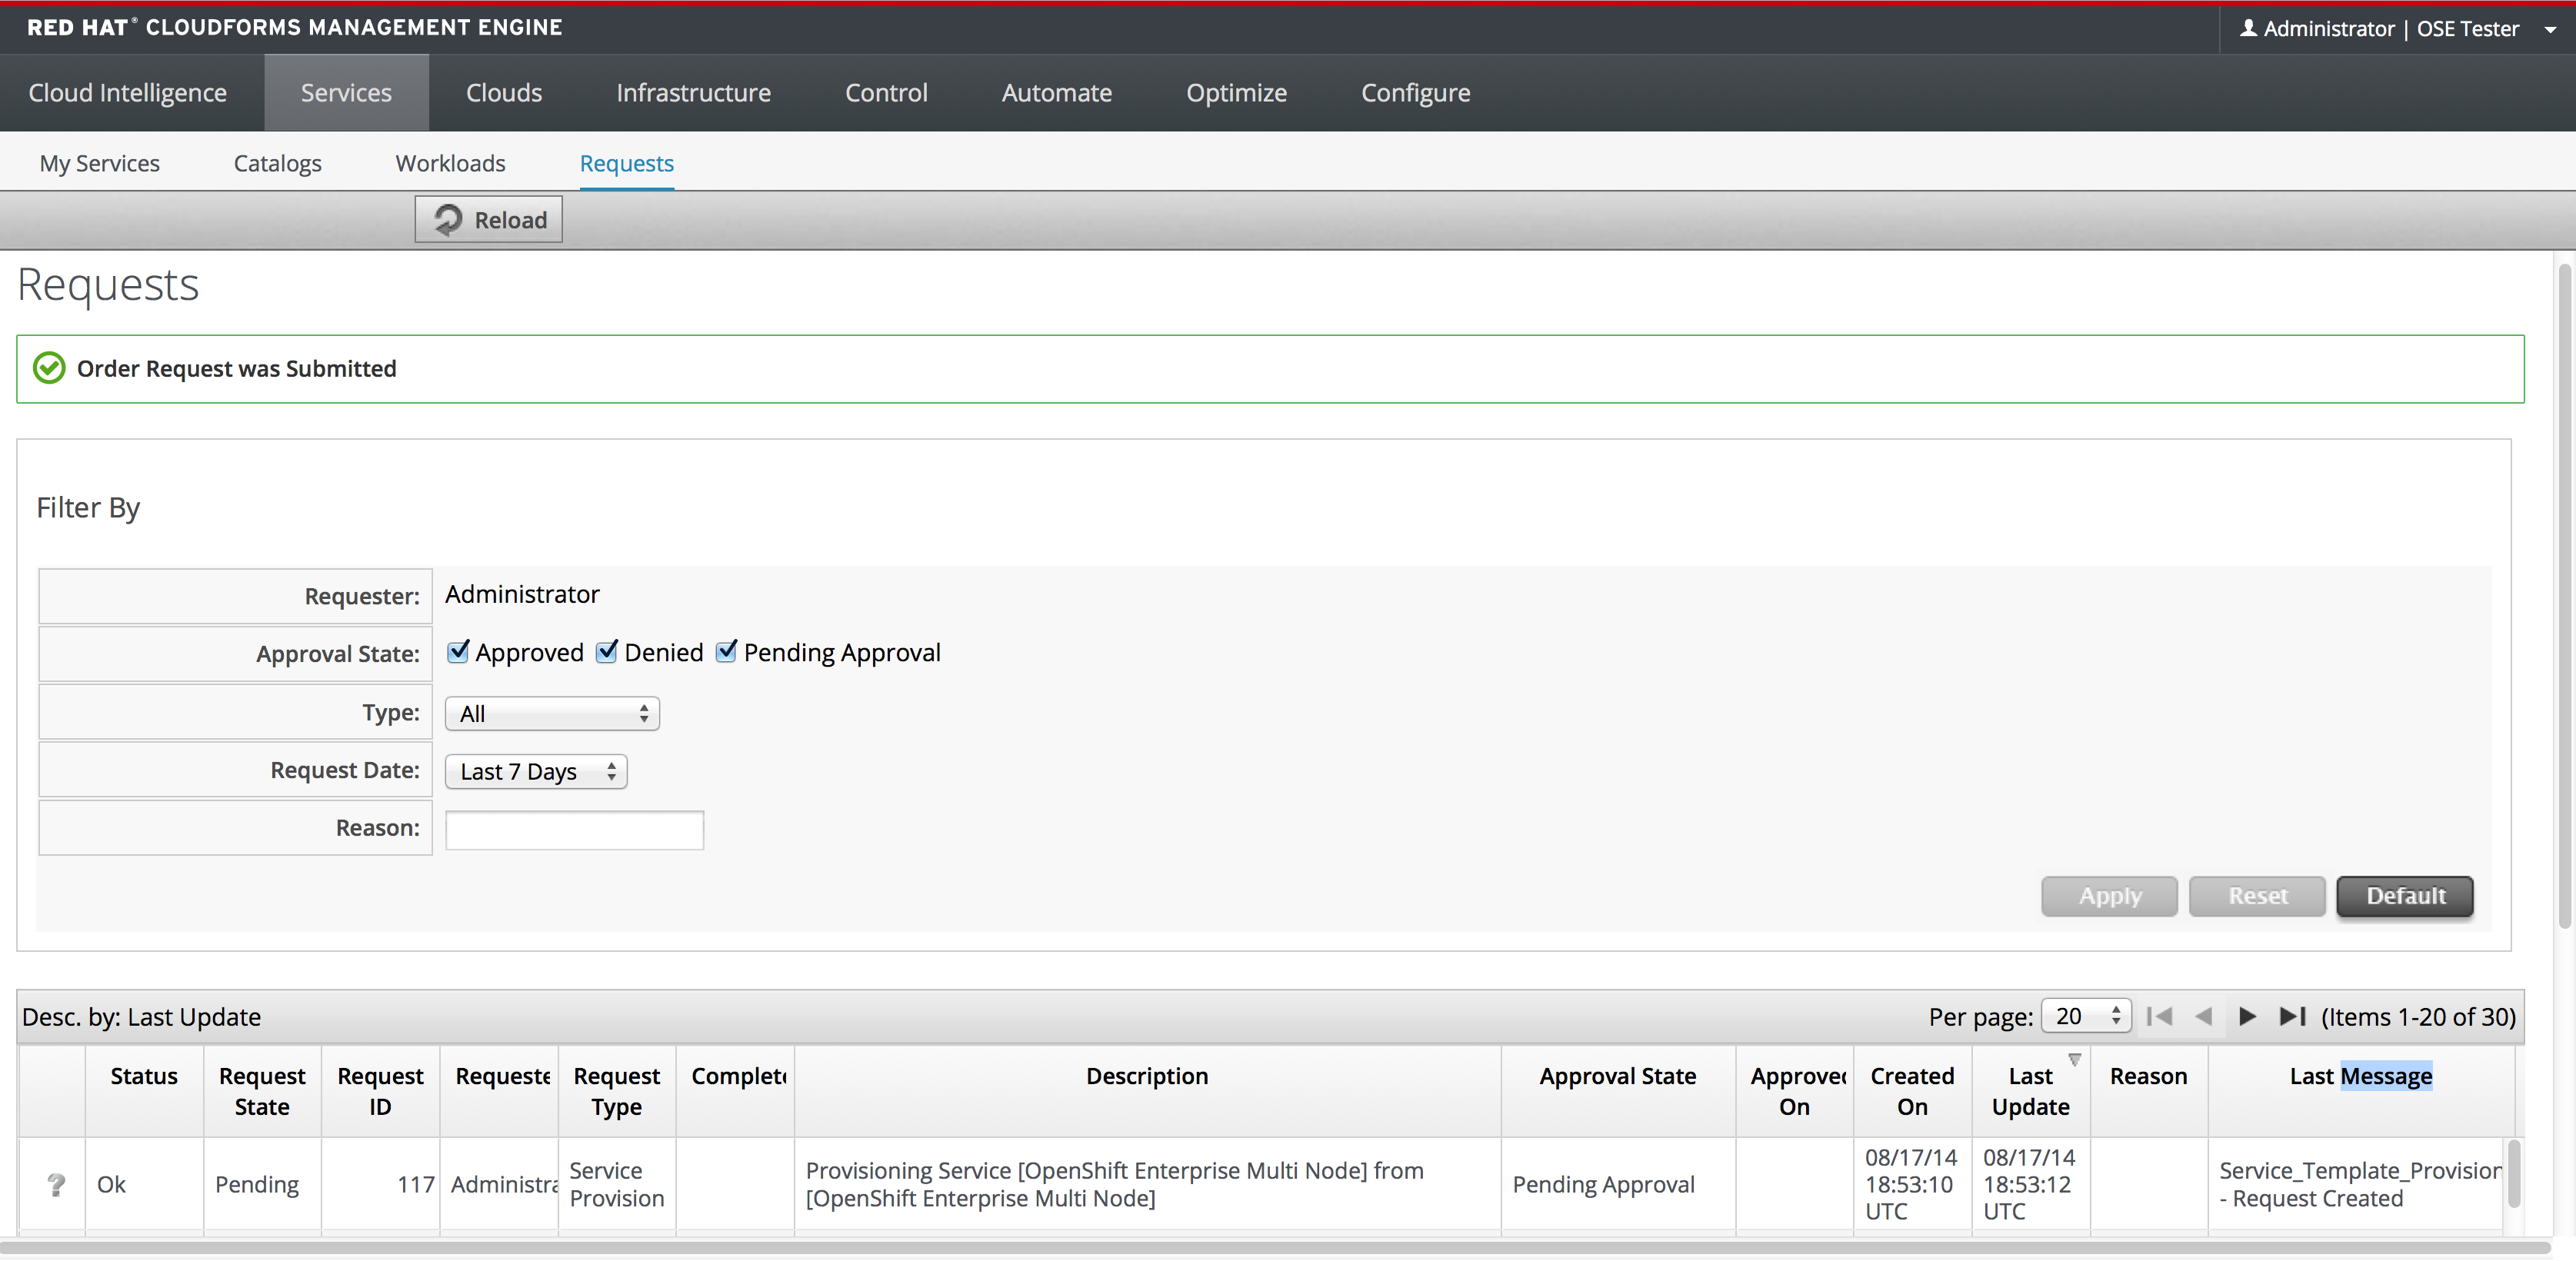 RED HAT® CLOUDFORMS MANAGEMENT ENGINE
Administrator | OSE Tester
Cloud Intelligence Services Clouds Infrastructure Control Automate Optimize Configure
My Services Catalogs Workloads Requests
Reload
Requests
Order Request was Submitted
Filter By
Requester: Administrator
Approval State: Approved Denied Pending Approval
Type: All
Request Date: Last 7 Days
Reason:
Apply Reset Default
Desc. by: Last Update
Per page: 20 (Items 1-20 of 30)
Status
Request
State
Request
ID
Requeste
Request
Type
Complete
Description
Approval State
Approved
On
Created
On
Last
Update
Reason
Last Message
Ok
Pending
117
Administra
Service
Provision
Provisioning Service [OpenShift Enterprise Multi Node] from
[OpenShift Enterprise Multi Node]
Pending Approval
08/17/14
18:53:10
UTC
08/17/14
18:53:12
UTC
Service_Template_Provision
- Request Created